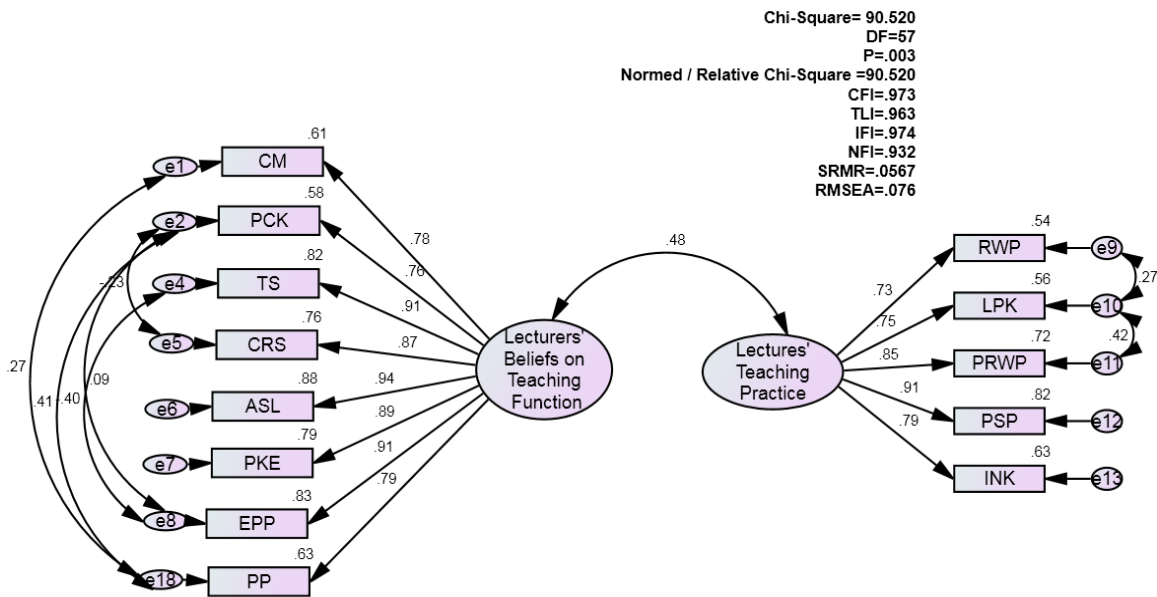 Chi-Square= 90.520
DF=57
P=.003
Normed / Relative Chi-Square =90.520
CFI=.973
TLI=.963
IFI=.974
NFI=.932
SRMR=.0567
RMSEA=.076
.61
e1
CM
.58
e2
PCK
.82
e4
TS
.76
e5
CRS
.88
e6
ASL
.79
e7
PKE
.83
e8
EPP
.63
e18
PP
-.23
.27
.41
.40
.09
.78
.76
.91
.87
.94
.89
.91
.79
Lecturers'
Beliefs on
Teaching
Function
.48
Lectures'
Teaching
Practice
.73
.75
.85
.91
.79
.54
RWP
e9
.27
.56
LPK
e10
.42
.72
PRWP
e11
.82
PSP
e12
.63
INK
e13